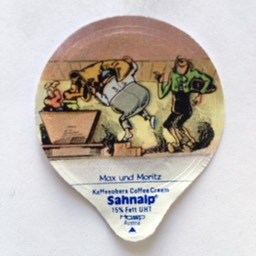 Max und Moritz
Kaffeeobers Coffee Cream
Sahnalp®
15% Fett UHT
Austria